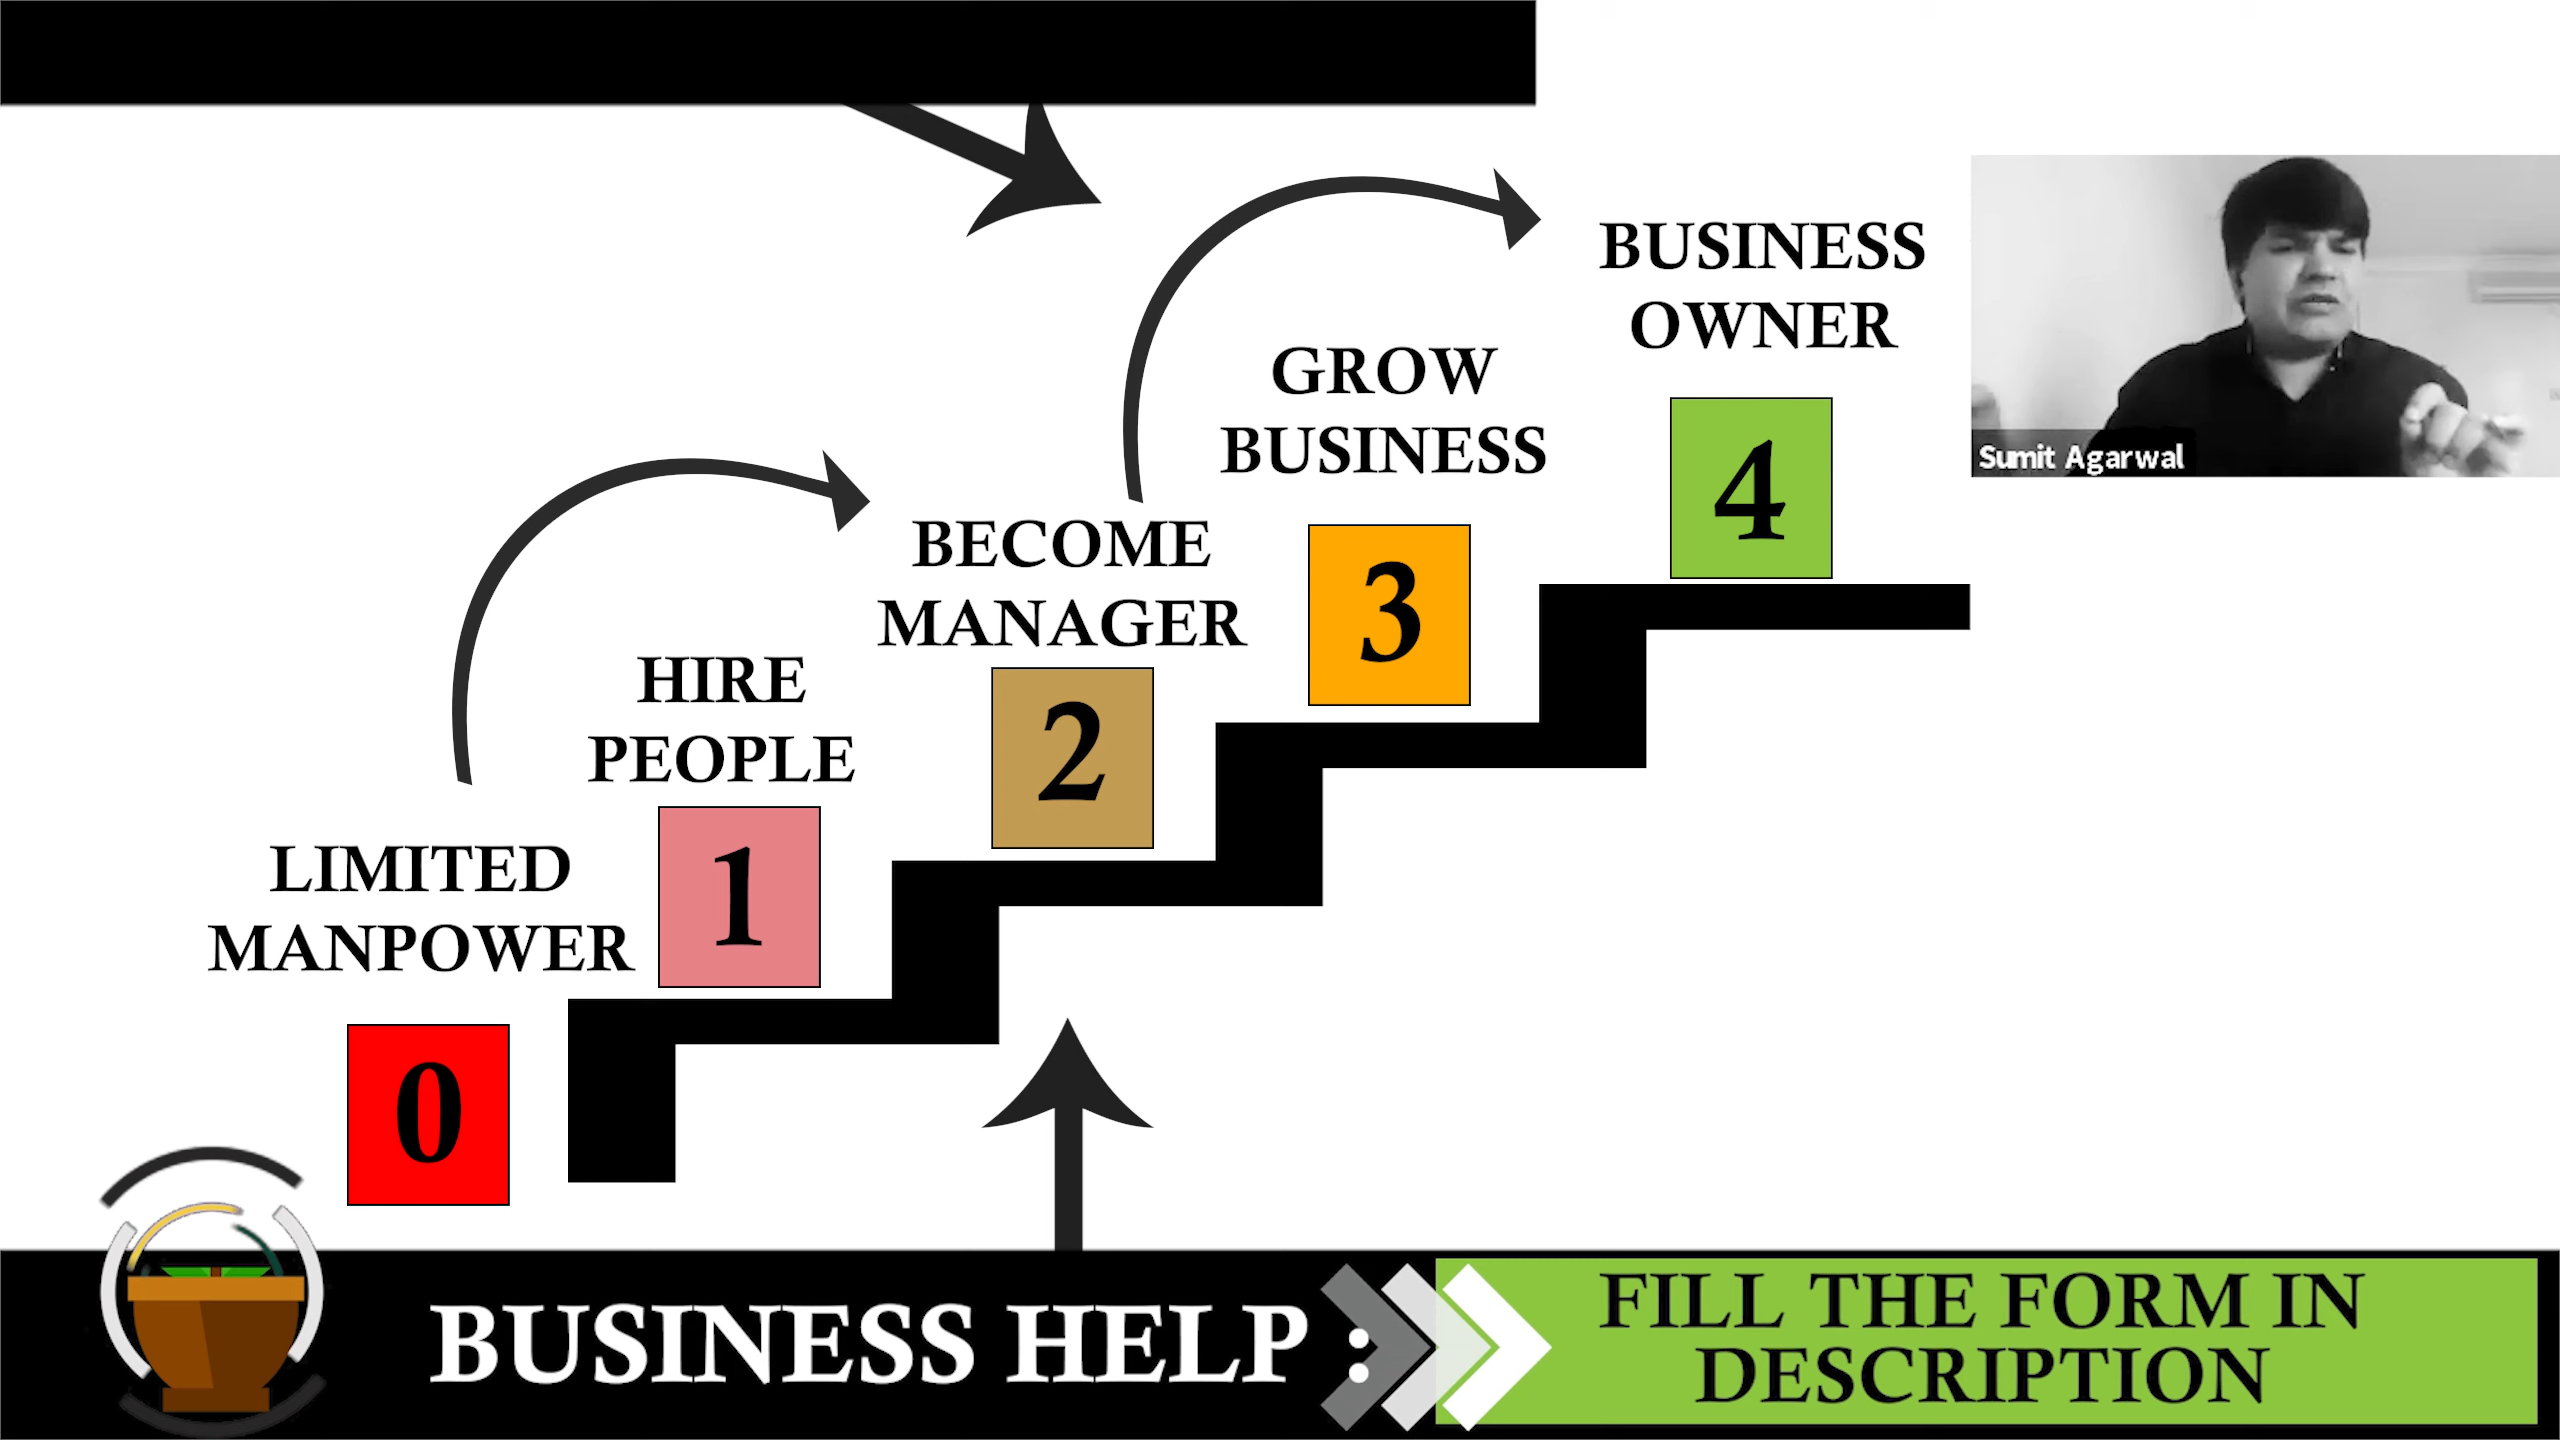 BUSINESS
OWNER
4
Sumit Agarwal
GROW
BUSINESS
3
BECOME
MANAGER
2
HIRE
PEOPLE
1
LIMITED
MANPOWER
0
BUSINESS HELP :
FILL THE FORM IN
DESCRIPTION